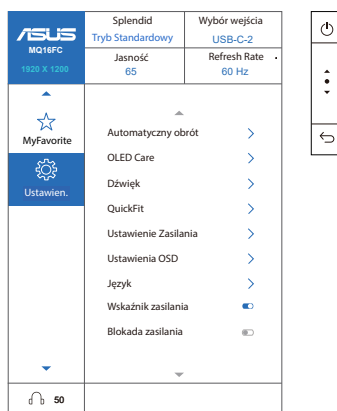 ASUS
MQ16FC
1920 X 1200
Splendid
Tryb Standardowy
Wybór wejścia
USB-C-2
Jasność
65
Refresh Rate
60 Hz
MyFavorite
Ustawien.
Automatyczny obrót
OLED Care
Dźwięk
QuickFit
Ustawienie Zasilania
Ustawienia OSD
Język
Wskaźnik zasilania
Blokada zasilania
50